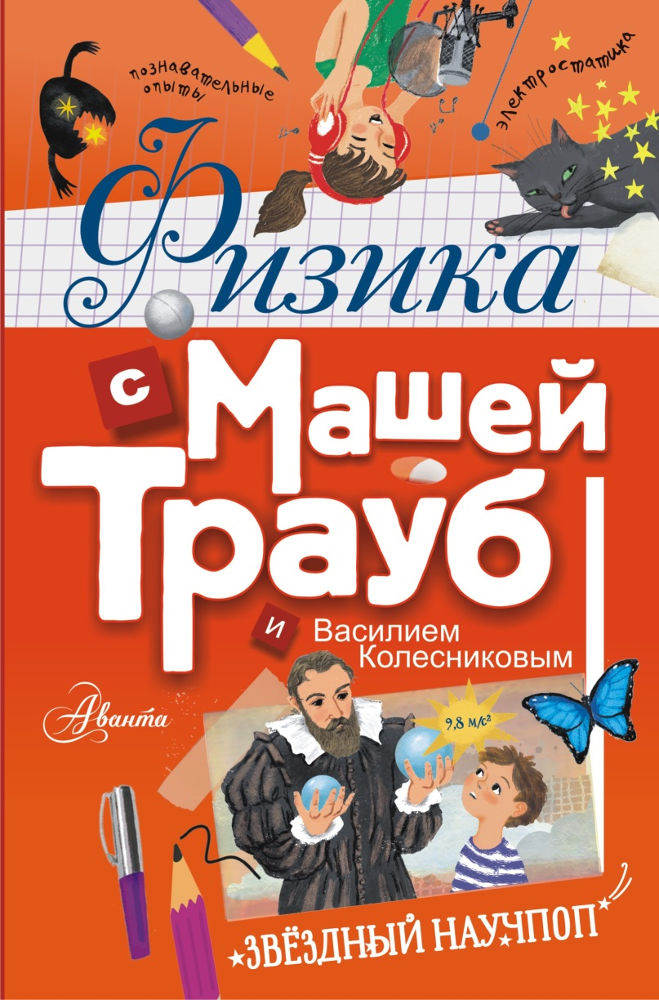 познавательные
опыты
электростатика
Физика
с
Машей
Трауб
и
Василием
Колесниковым
Аванта
9,8 м/с²
ЗВЁЗДНЫЙ НАУЧПОП